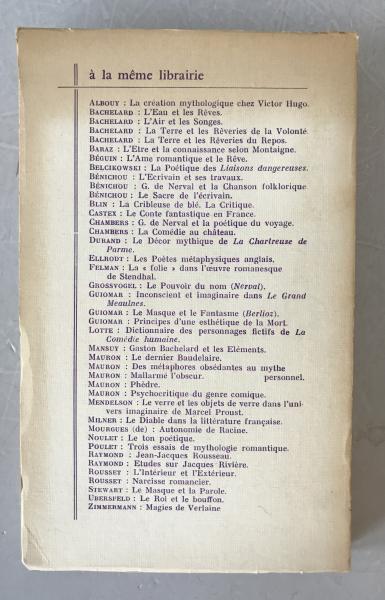 à la même librairie
ALBOUY : La création mythologique chez Victor Hugo.
BACHELARD : L'Eau et les Rêves.
BACHELARD : L'Air et les Songes.
BACHELARD : La Terre et les Rêveries de la Volonté.
BACHELARD : La Terre et les Rêveries du Repos.
BARAZ : L'Etre et la connaissance selon Montaigne.
BÉGUIN : L'Ame romantique et le Rêve.
BELCIKOWSKI : La Poétique des Liaisons dangereuses.
BÉNICHOU : L'Ecrivain et ses travaux.
BÉNICHOU : G. de Nerval et la Chanson folklorique
BÉNICHOU : Le Sacre de l'écrivain.
BLIN : La Cribleuse de blé. La Critique.
CASTEX : Le Conte fantastique en France.
CHAMBERS : G. de Nerval et la poétique du voyage.
CHAMBERS : La Comédie au château.
DURAND : Le Décor mythique de La Chartreuse de
Parme.
ELLRODT : Les Poètes métaphysiques anglais.
FELMAN : La « folie » dans l'œuvre romanesque
de Stendhal.
GROSSVOGEL : Le Pouvoir du nom (Nerval).
GUIOMAR : Inconscient et imaginaire dans Le Grand
Meaulnes.
GUIOMAR : Le Masque et le Fantasme (Berlioz).
GUIOMAR : Principes d'une esthétique de la Mort.
LOTTE : Dictionnaire des personnages fictifs de La
Comédie humaine.
MANSUY : Gaston Bachelard et les Eléments.
MAURON : Le dernier Baudelaire.
MAURON : Des métaphores obsédantes au mythe
MAURON : Mallarmé l'obscur. personnel.
MAURON : Phèdre.
MAURON : Psychocritique du genre comique.
MENDELSON : Le verre et les objets de verre dans l'uni-
vers imaginaire de Marcel Proust.
MILNER : Le Diable dans la littérature française.
MOURGUES (de) : Autonomie de Racine.
NOULET : Le ton poétique.
POULET : Trois essais de mythologie romantique.
RAYMOND : Jean-Jacques Rousseau.
RAYMOND : Etudes sur Jacques Rivière.
ROUSSET : L'Intérieur et l'Extérieur.
ROUSSET : Narcisse romancier.
STEWART : Le Masque et la Parole.
UBERSFELD : Le Roi et le bouffon.
ZIMMERMANN : Magies de Verlaine